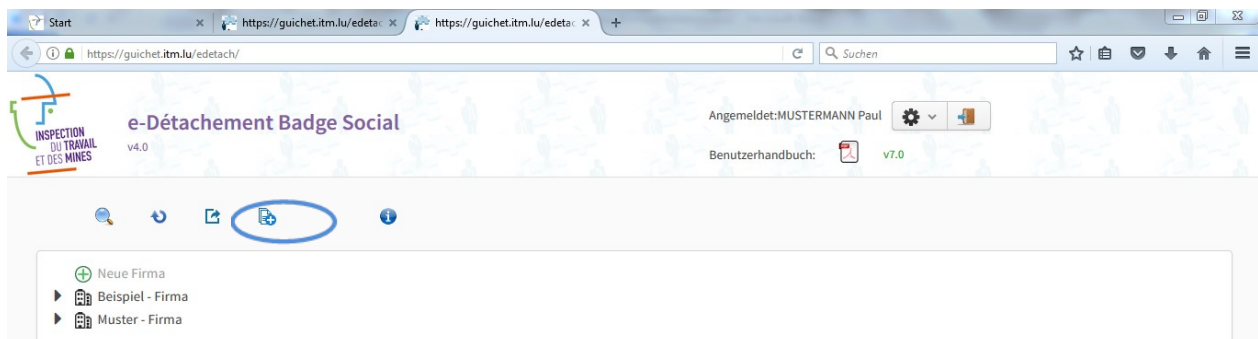 Start
https://guichet.itm.lu/edetac
https://guichet.itm.lu/edetac
https://guichet.itm.lu/edetach/
Suchen
INSPECTION
DU TRAVAIL
ET DES MINES
e-Détachement Badge Social
v4.0
Angemeldet:MUSTERMANN Paul
Benutzerhandbuch:
v7.0
Neue Firma
Beispiel - Firma
Muster - Firma